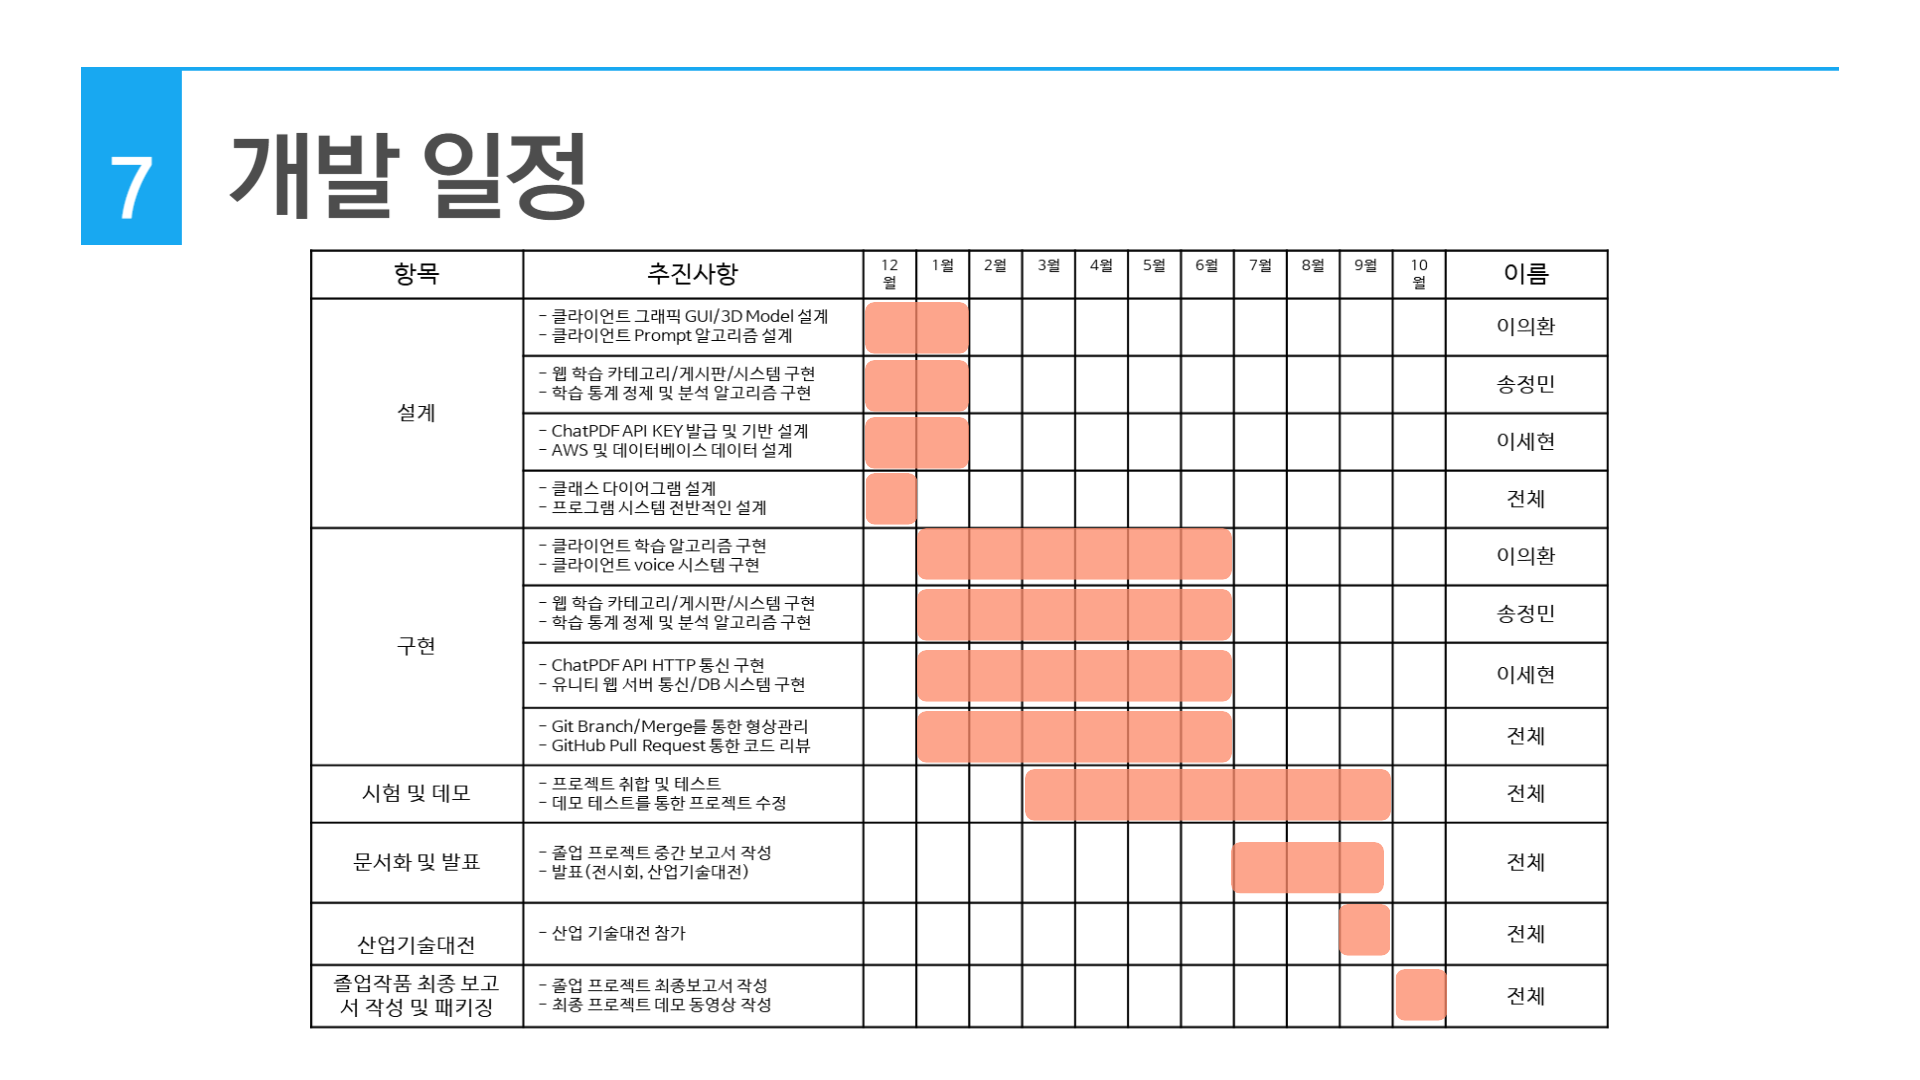 7
개발 일정
항목 추진사항 12월 1월 2월 3월 4월 5월 6월 7월 8월 9월 10월 이름
설계
- 클라이언트 그래픽 GUI/3D Model 설계
- 클라이언트 Prompt 알고리즘 설계
이의환
- 웹 학습 카테고리/게시판/시스템 구현
- 학습 통계 정제 및 분석 알고리즘 구현
송정민
- ChatPDF API KEY 발급 및 기반 설계
- AWS 및 데이터베이스 데이터 설계
이세현
- 클래스 다이어그램 설계
- 프로그램 시스템 전반적인 설계
전체
구현
- 클라이언트 학습 알고리즘 구현
- 클라이언트 voice 시스템 구현
이의환
- 웹 학습 카테고리/게시판/시스템 구현
- 학습 통계 정제 및 분석 알고리즘 구현
송정민
- ChatPDF API HTTP 통신 구현
- 유니티 웹 서버 통신/DB 시스템 구현
이세현
- Git Branch/Merge를 통한 형상관리
- GitHub Pull Request 통한 코드 리뷰
전체
시험 및 데모
- 프로젝트 취합 및 테스트
- 데모 테스트를 통한 프로젝트 수정
전체
문서화 및 발표
- 졸업 프로젝트 중간 보고서 작성
- 발표(전시회, 산업기술대전)
전체
산업기술대전
- 산업 기술대전 참가
전체
졸업작품 최종 보고
서 작성 및 패키징
- 졸업 프로젝트 최종보고서 작성
- 최종 프로젝트 데모 동영상 작성
전체